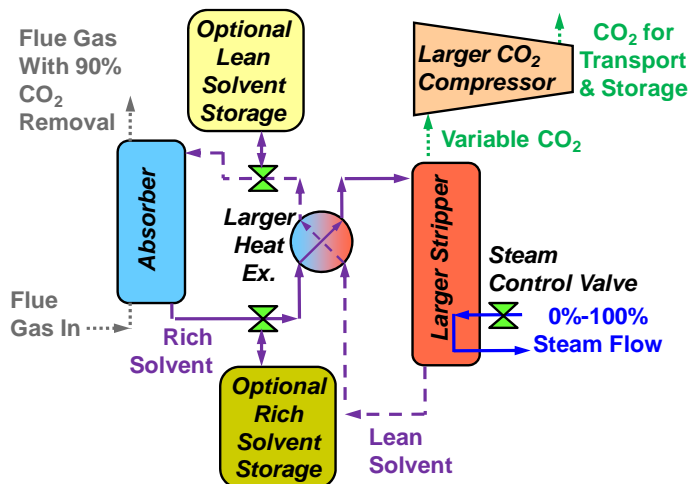 Flue Gas
With 90%
CO₂
Removal
Optional
Lean
Solvent
Storage
Larger CO₂
Compressor
CO₂ for
Transport
& Storage
Variable CO₂
Absorber
Larger
Heat
Ex.
Larger Stripper
Steam
Control Valve
0%-100%
Steam Flow
Flue
Gas In
Rich
Solvent
Optional
Rich
Solvent
Storage
Lean
Solvent